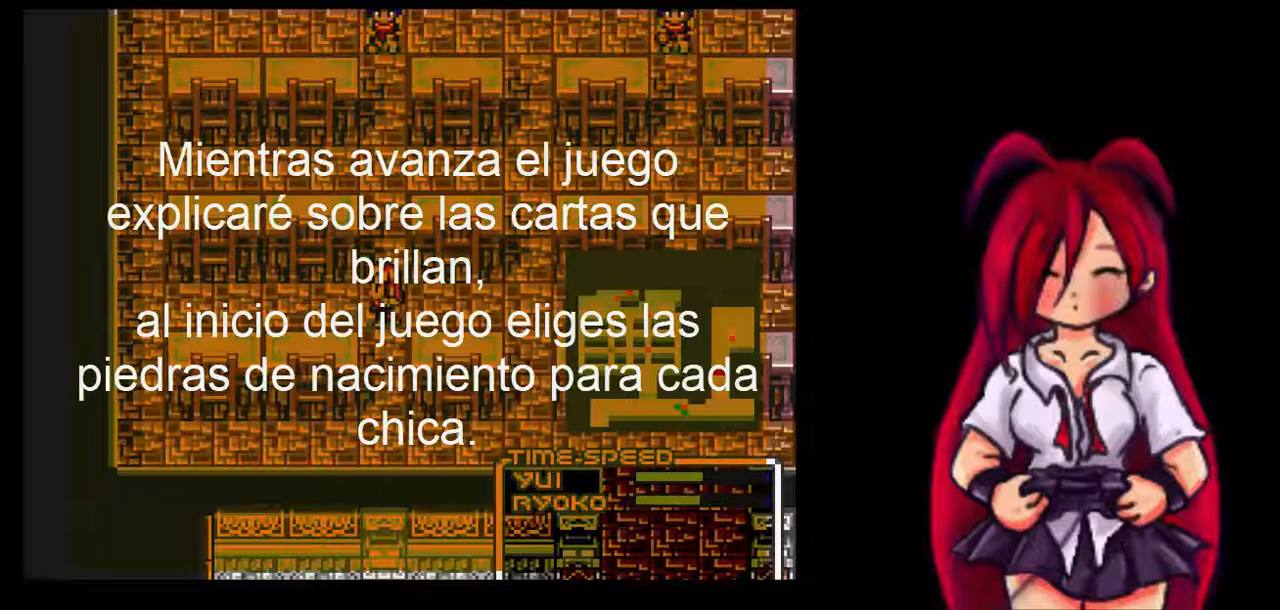 Mientras avanza el juego
explicaré sobre las cartas que
brillan,
al inicio del juego eliges las
piedras de nacimiento para cada
chica.
TIME-SPEED
YUI
RYOKO